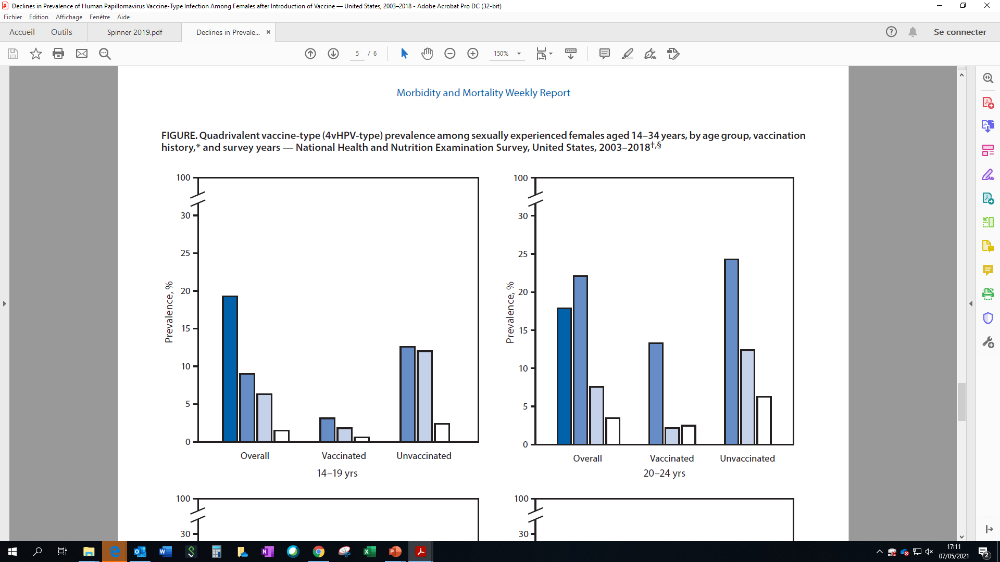 Declines in Prevalence of Human Papillomavirus Vaccine-Type Infection Among Females after Introduction of Vaccine — United States, 2003–2018 - Adobe Acrobat Pro DC (32-bit)
Fichier Edition Affichage Fenêtre Aide
Accueil Outils Spinner 2019.pdf Declines in Prevale... × Se connecter
5 / 6 150%
Morbidity and Mortality Weekly Report
FIGURE. Quadrivalent vaccine-type (4vHPV-type) prevalence among sexually experienced females aged 14–34 years, by age group, vaccination
history,* and survey years — National Health and Nutrition Examination Survey, United States, 2003–2018†,§
100
30
25
20
15
10
5
0
Prevalence, %
Overall Vaccinated Unvaccinated
14–19 yrs
100
30
25
20
15
10
5
0
Prevalence, %
Overall Vaccinated Unvaccinated
20–24 yrs
100
30
100
30
17:11
07/05/2021
2